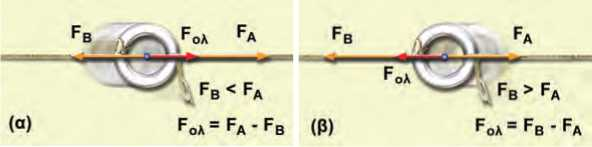 F_B F_ολ F_A
F_B < F_A
(α)
F_ολ = F_A - F_B
F_B F_A
F_ολ
F_B > F_A
(β)
F_ολ = F_B - F_A